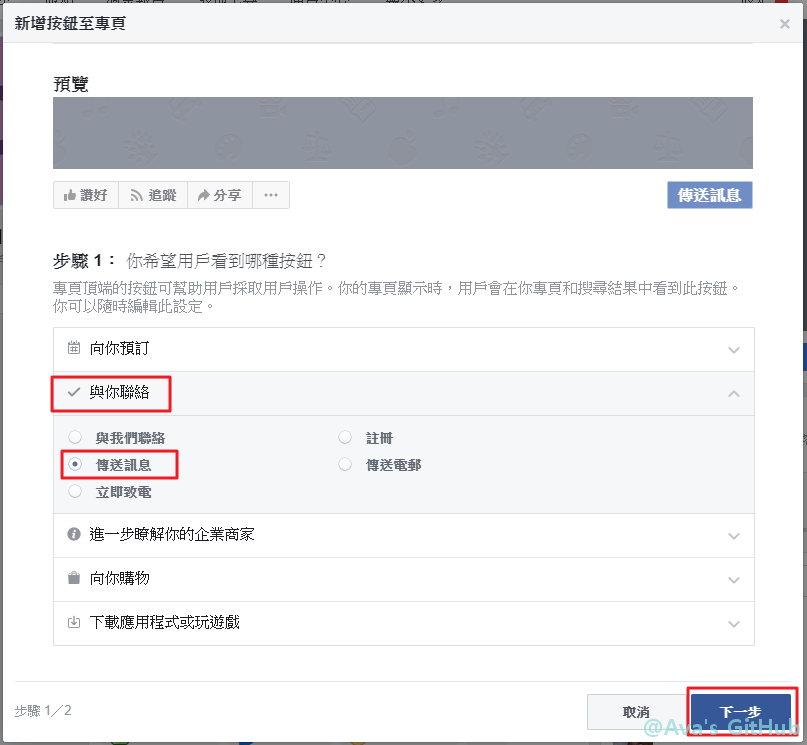 新增按鈕至專頁
預覽
讚好 追蹤 分享 ··· 傳送訊息
步驟 1： 你希望用戶看到哪種按鈕？
專頁頂端的按鈕可幫助用戶採取用戶操作。你的專頁顯示時，用戶會在你專頁和搜尋結果中看到此按鈕。
你可以隨時編輯此設定。
向你預訂
與你聯絡
與我們聯絡 註冊
傳送訊息 傳送電郵
立即致電
進一步瞭解你的企業商家
向你購物
下載應用程式或玩遊戲
步驟 1／2 取消 下一步
@Ava's GitHub